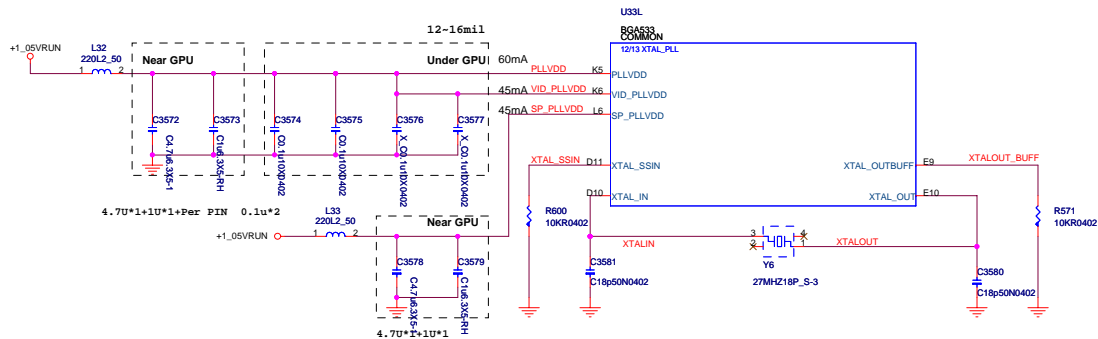 U33L
BGA533
COMMON
12/13 XTAL_PLL
12~16mil
+1_05VRUN
L32
220L2_50
1
2
Near GPU
Under GPU
60mA
PLLVDD
K5
PLLVDD
45mA
VID_PLLVDD
K6
VID_PLLVDD
45mA
SP_PLLVDD
L6
SP_PLLVDD
C3572
C4.7u6.3X5-1
C3573
C1u6.3X5-RH
C3574
C0.1u10X0402
C3575
C0.1u10X0402
C3576
X_C0.1u10X0402
C3577
X_C0.1u10X0402
XTAL_SSIN
D11
XTAL_SSIN
XTAL_OUTBUFF
E9
XTALOUT_BUFF
D10
XTAL_IN
XTAL_OUT
E10
4.7U*1+1U*1+Per PIN 0.1u*2
R600
10KR0402
R571
10KR0402
L33
220L2_50
Near GPU
+1_05VRUN
1
2
XTALIN
3
4
2
1
XTALOUT
Y6
27MHZ18P_S-3
C3578
C4.7u6.3X5-1
C3579
C1u6.3X5-RH
C3581
C18p50N0402
C3580
C18p50N0402
4.7U*1+1U*1